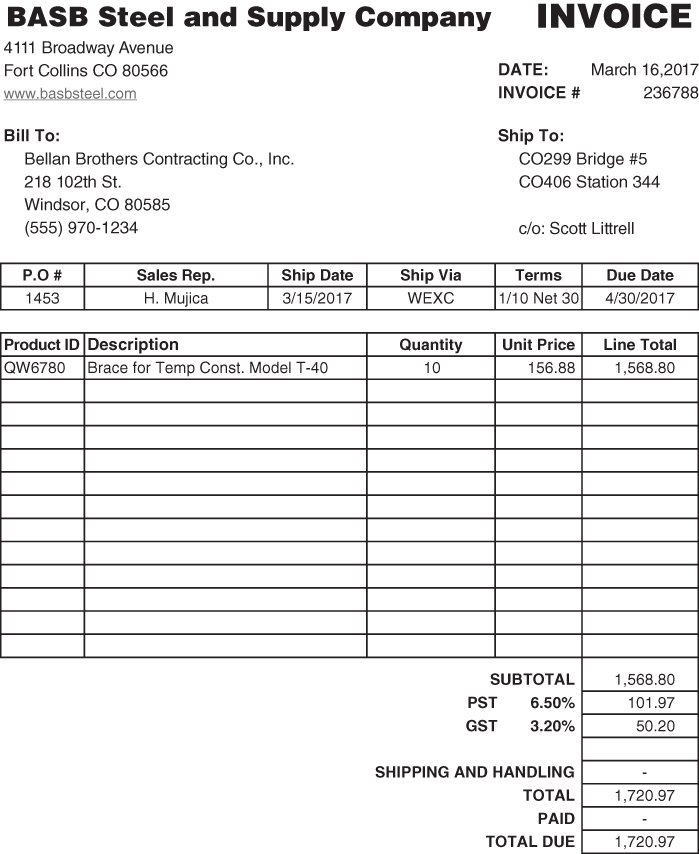 BASB Steel and Supply Company INVOICE
4111 Broadway Avenue
Fort Collins CO 80566
www.basbsteel.com
DATE: March 16,2017
INVOICE # 236788
Bill To:
Bellan Brothers Contracting Co., Inc.
218 102th St.
Windsor, CO 80585
(555) 970-1234
Ship To:
CO299 Bridge #5
CO406 Station 344
c/o: Scott Littrell
P.O # Sales Rep. Ship Date Ship Via Terms Due Date
1453 H. Mujica 3/15/2017 WEXC 1/10 Net 30 4/30/2017
Product ID Description Quantity Unit Price Line Total
QW6780 Brace for Temp Const. Model T-40 10 156.88 1,568.80
SUBTOTAL 1,568.80
PST 6.50% 101.97
GST 3.20% 50.20
SHIPPING AND HANDLING -
TOTAL 1,720.97
PAID -
TOTAL DUE 1,720.97